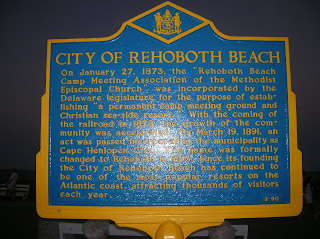 CITY OF REHOBOTH BEACH
On January 27, 1873, the "Rehoboth Beach
Camp Meeting Association of the Methodist
Episcopal Church" was incorporated by the
Delaware legislature for the purpose of estab-
lishing "a permanent camp meeting ground and
Christian sea-side resort." With the coming of
the railroad in 1878, the growth of the com-
munity was accelerated. On March 19, 1891, an
act was passed the municipality as
Cape Henlopen City. The name was formally
changed to Rehoboth in Since its founding
the City of Rehoboth Beach has continued to
be one of the most popular resorts on the
Atlantic coast, attracting thousands of visitors
each year.